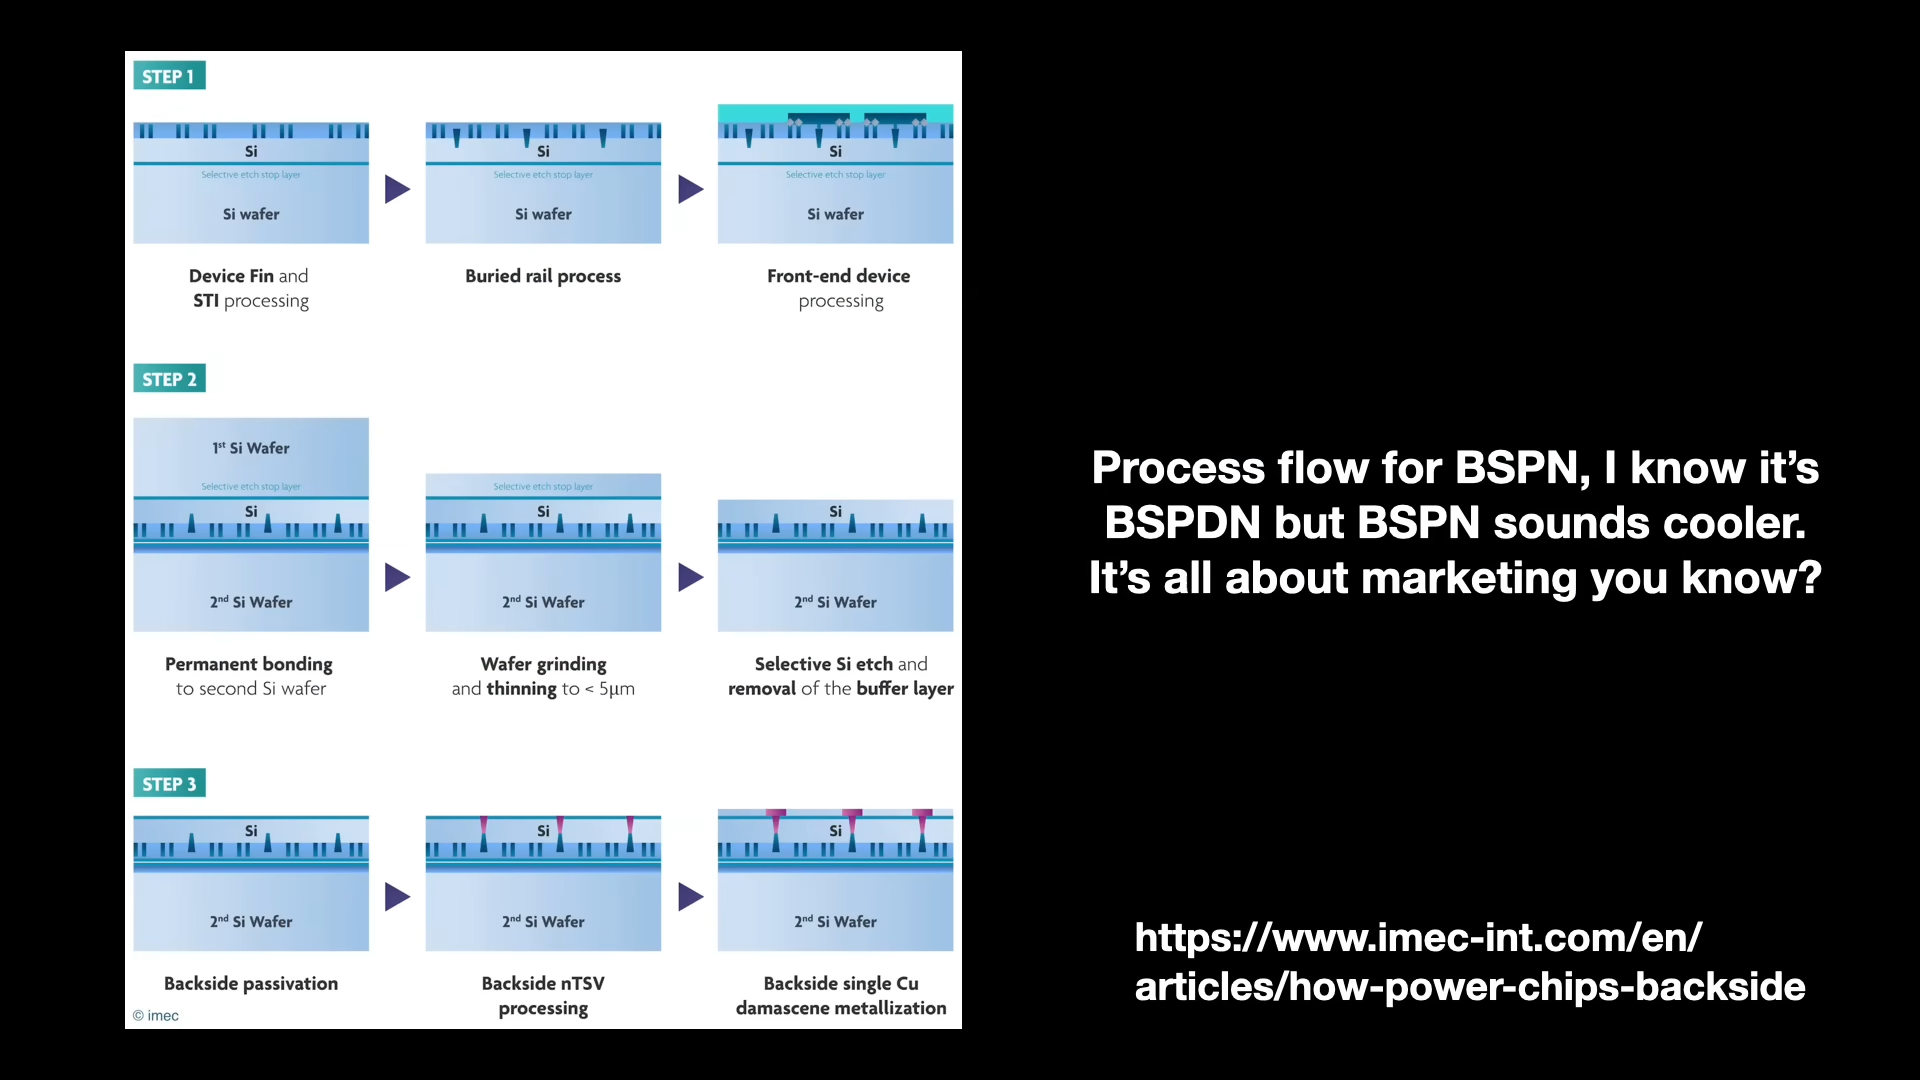 STEP 1
Si
Selective etch stop layer
Si wafer
Device Fin and
STI processing
Si
Selective etch stop layer
Si wafer
Buried rail process
Si
Selective etch stop layer
Si wafer
Front-end device
processing
STEP 2
1st Si Wafer
Selective etch stop layer
Si
2nd Si Wafer
Permanent bonding
to second Si wafer
Selective etch stop layer
Si
2nd Si Wafer
Wafer grinding
and thinning to < 5µm
Si
2nd Si Wafer
Selective Si etch and
removal of the buffer layer
STEP 3
Si
2nd Si Wafer
Backside passivation
Si
2nd Si Wafer
Backside nTSV
processing
Si
2nd Si Wafer
Backside single Cu
damascene metallization
© imec
Process flow for BSPN, I know it’s
BSPDN but BSPN sounds cooler.
It’s all about marketing you know?
https://www.imec-int.com/en/
articles/how-power-chips-backside